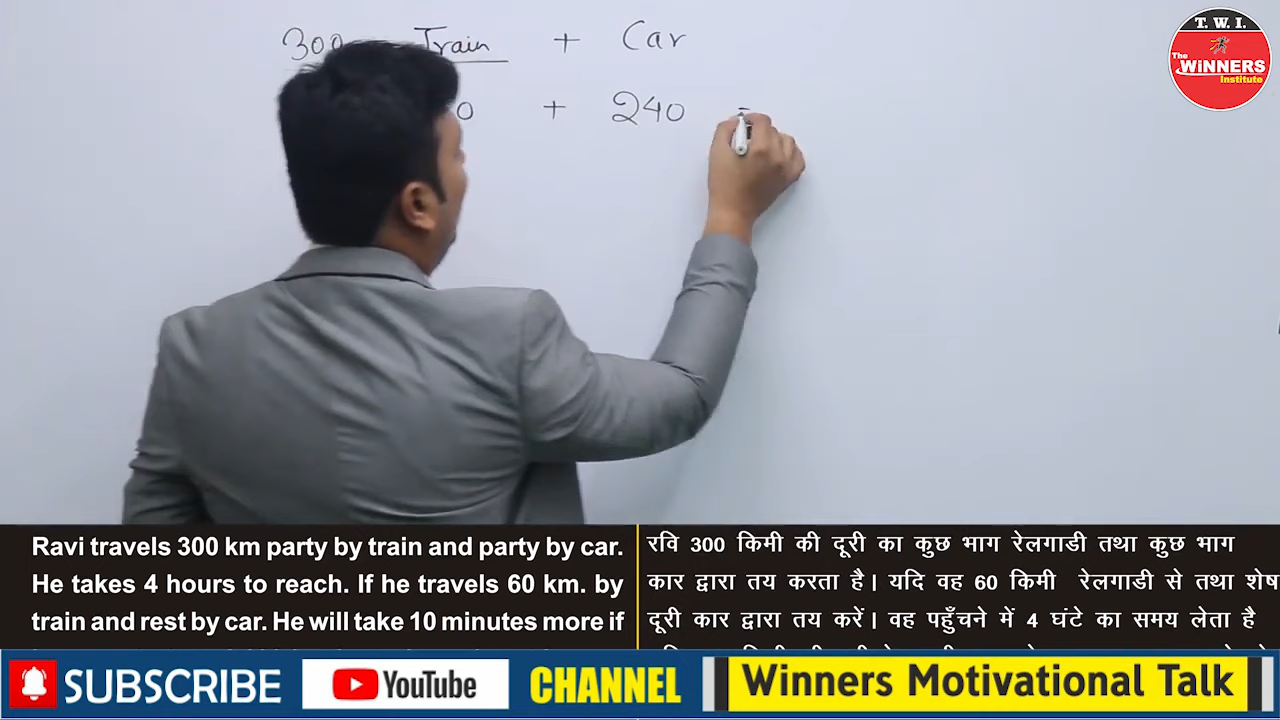 300 Train + Car
0 + 240
T. W. I.
The WiNNERS Institute
Ravi travels 300 km party by train and party by car.
He takes 4 hours to reach. If he travels 60 km. by
train and rest by car. He will take 10 minutes more if
रवि 300 किमी की दूरी का कुछ भाग रेलगाडी तथा कुछ भाग
कार द्वारा तय करता है। यदि वह 60 किमी रेलगाडी से तथा शेष
दूरी कार द्वारा तय करें। वह पहुँचने में 4 घंटे का समय लेता है
SUBSCRIBE YouTube CHANNEL Winners Motivational Talk